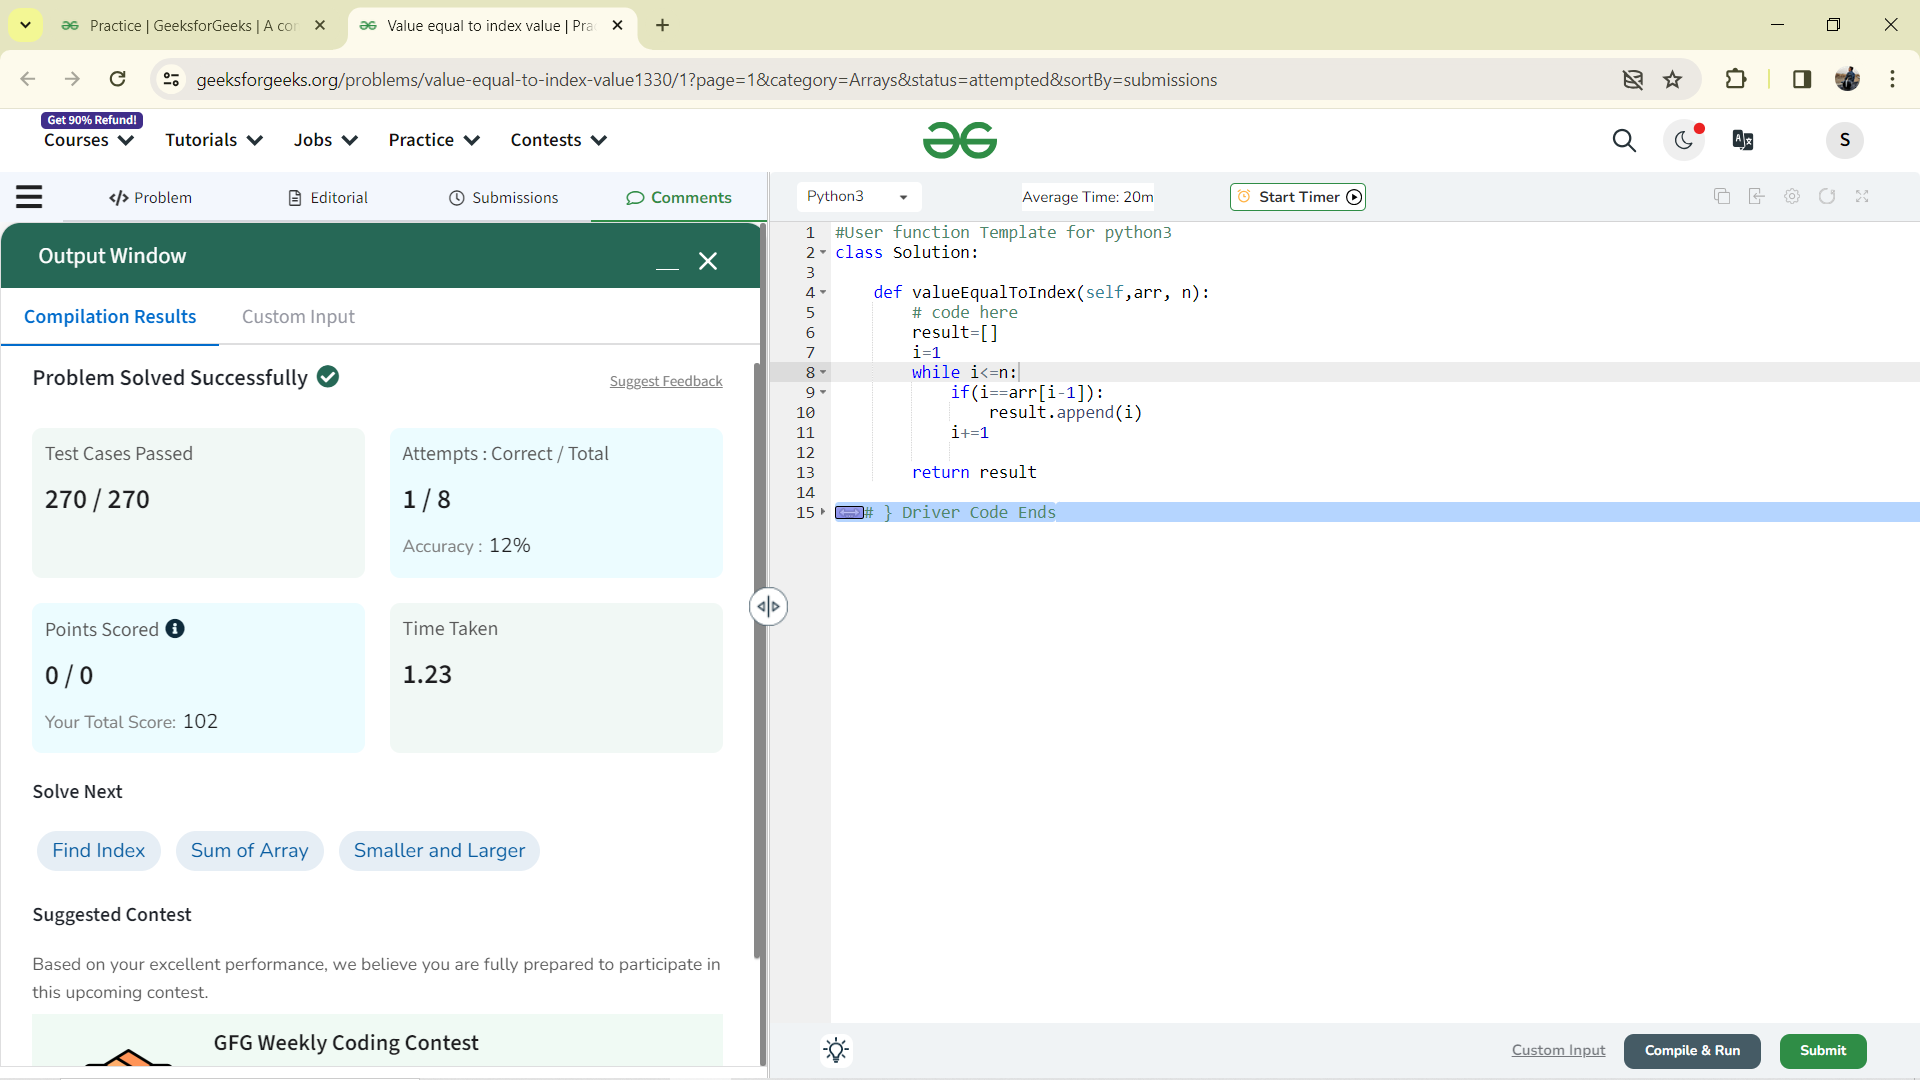 Practice | GeeksforGeeks | A co
Value equal to index value | Pra
geeksforgeeks.org/problems/value-equal-to-index-value1330/1?page=1&category=Arrays&status=attempted&sortBy=submissions
Get 90% Refund!
Courses
Tutorials
Jobs
Practice
Contests
S
Problem
Editorial
Submissions
Comments
Python3
Average Time: 20m
Start Timer
Output Window
Compilation Results
Custom Input
Problem Solved Successfully
Suggest Feedback
Test Cases Passed
270 / 270
Attempts : Correct / Total
1 / 8
Accuracy : 12%
Points Scored
0 / 0
Your Total Score: 102
Time Taken
1.23
Solve Next
Find Index
Sum of Array
Smaller and Larger
Suggested Contest
Based on your excellent performance, we believe you are fully prepared to participate in
this upcoming contest.
GFG Weekly Coding Contest
1 #User function Template for python3
2 class Solution:
3
4 def valueEqualToIndex(self,arr, n):
5 # code here
6 result=[]
7 i=1
8 while i<=n:
9 if(i==arr[i-1]):
10 result.append(i)
11 i+=1
12
13 return result
14
15 # } Driver Code Ends
Custom Input
Compile & Run
Submit